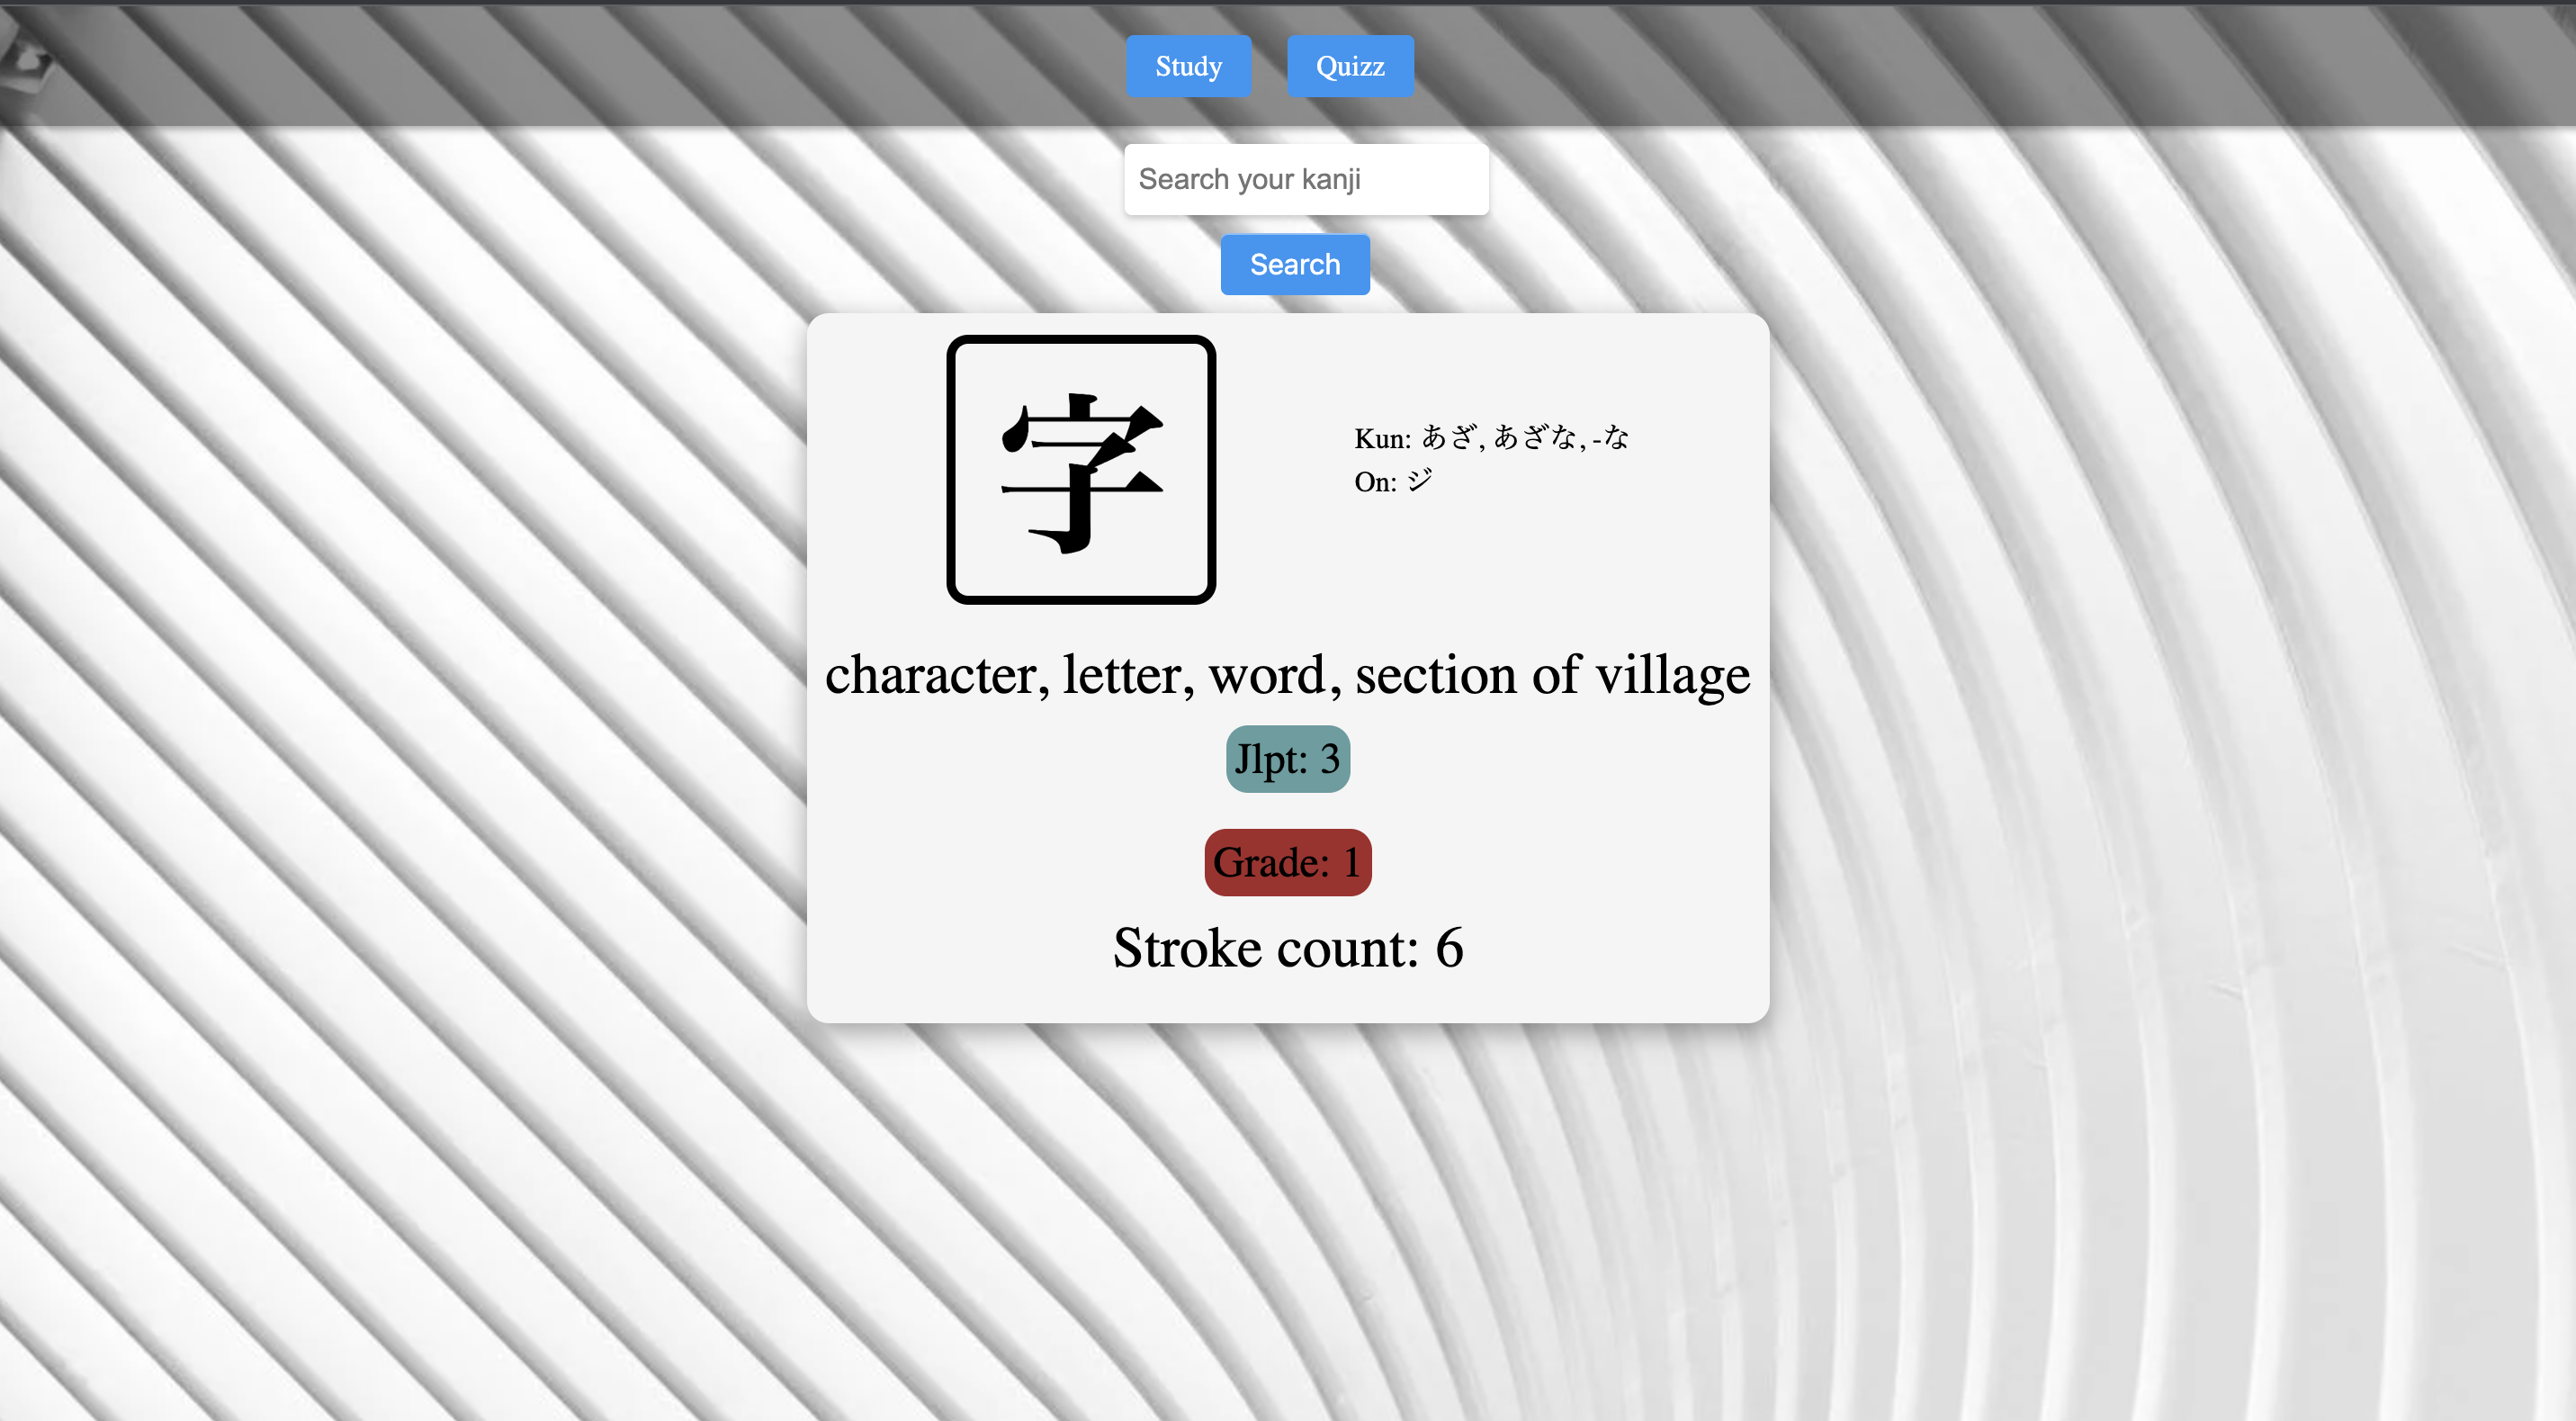 Study Quizz
Search your kanji
Search
字
Kun: あざ, あざな, -な
On: ジ
character, letter, word, section of village
Jlpt: 3
Grade: 1
Stroke count: 6